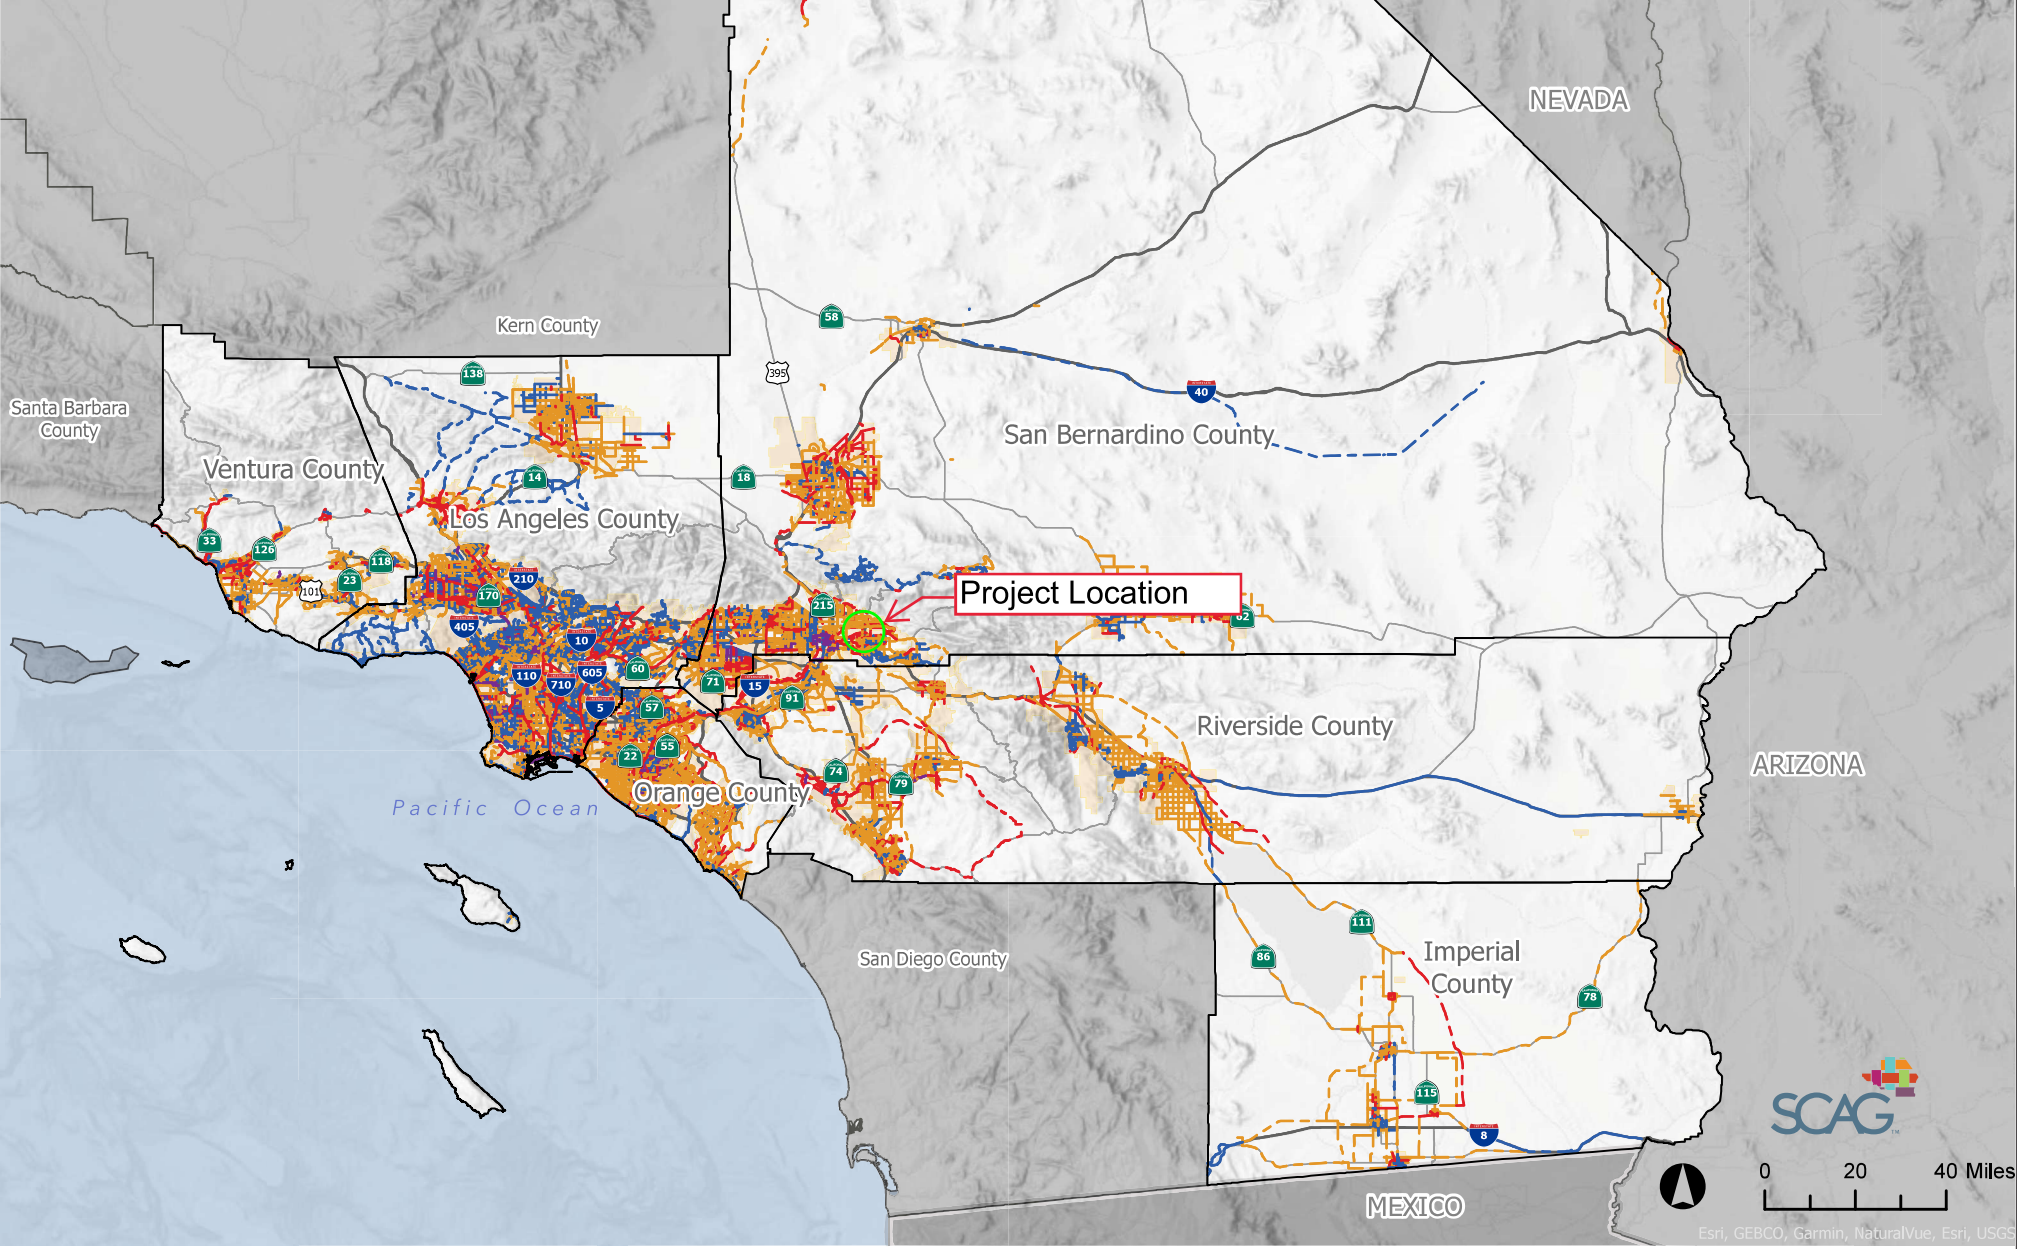 NEVADA
58
Kern County
395
138
40
Santa Barbara
County
San Bernardino County
Ventura County
14
18
Los Angeles County
33
126
118
23
101
210
170
215
Project Location
62
405
10
60
605
110
710
71
15
91
5
57
Riverside County
55
22
74
79
ARIZONA
Orange County
Pacific Ocean
111
86
Imperial
County
San Diego County
78
115
SCAG™
8
0 20 40 Miles
MEXICO
Esri, GEBCO, Garmin, NaturalVue, Esri, USGS